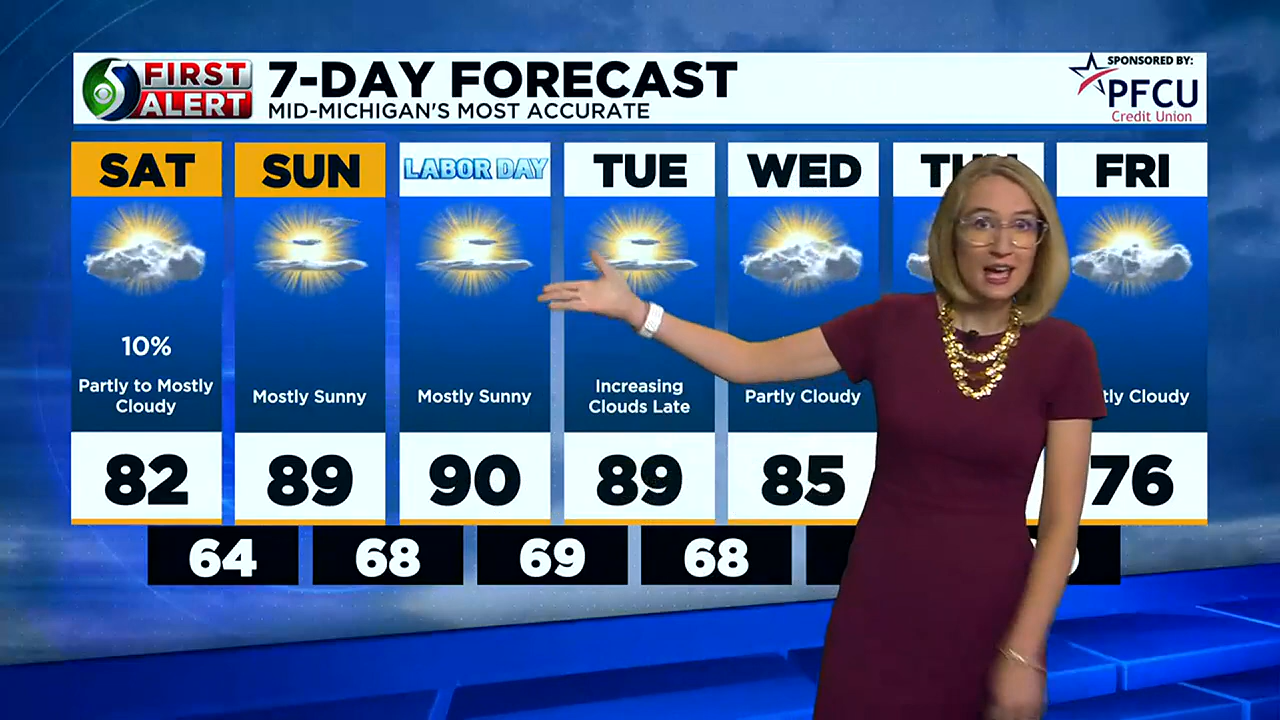 5 FIRST ALERT
7-DAY FORECAST
MID-MICHIGAN'S MOST ACCURATE
SPONSORED BY:
PFCU
Credit Union
SAT
SUN
LABOR DAY
TUE
WED
FRI
10%
Partly to Mostly
Cloudy
Mostly Sunny
Mostly Sunny
Increasing
Clouds Late
Partly Cloudy
Cloudy
82
89
90
89
85
76
64
68
69
68